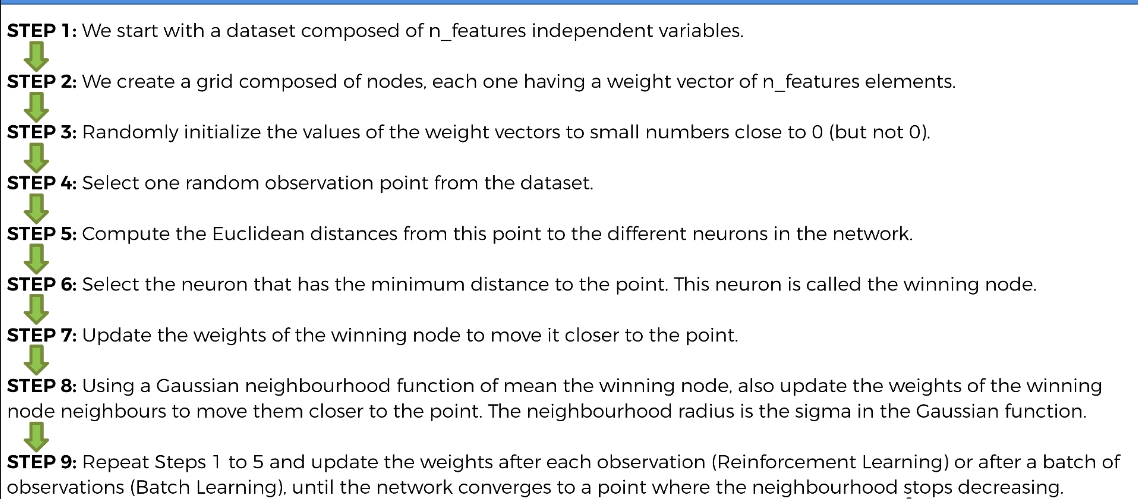 STEP 1: We start with a dataset composed of n_features independent variables.
STEP 2: We create a grid composed of nodes, each one having a weight vector of n_features elements.
STEP 3: Randomly initialize the values of the weight vectors to small numbers close to 0 (but not 0).
STEP 4: Select one random observation point from the dataset.
STEP 5: Compute the Euclidean distances from this point to the different neurons in the network.
STEP 6: Select the neuron that has the minimum distance to the point. This neuron is called the winning node.
STEP 7: Update the weights of the winning node to move it closer to the point.
STEP 8: Using a Gaussian neighbourhood function of mean the winning node, also update the weights of the winning
node neighbours to move them closer to the point. The neighbourhood radius is the sigma in the Gaussian function.
STEP 9: Repeat Steps 1 to 5 and update the weights after each observation (Reinforcement Learning) or after a batch of
observations (Batch Learning), until the network converges to a point where the neighbourhood stops decreasing.